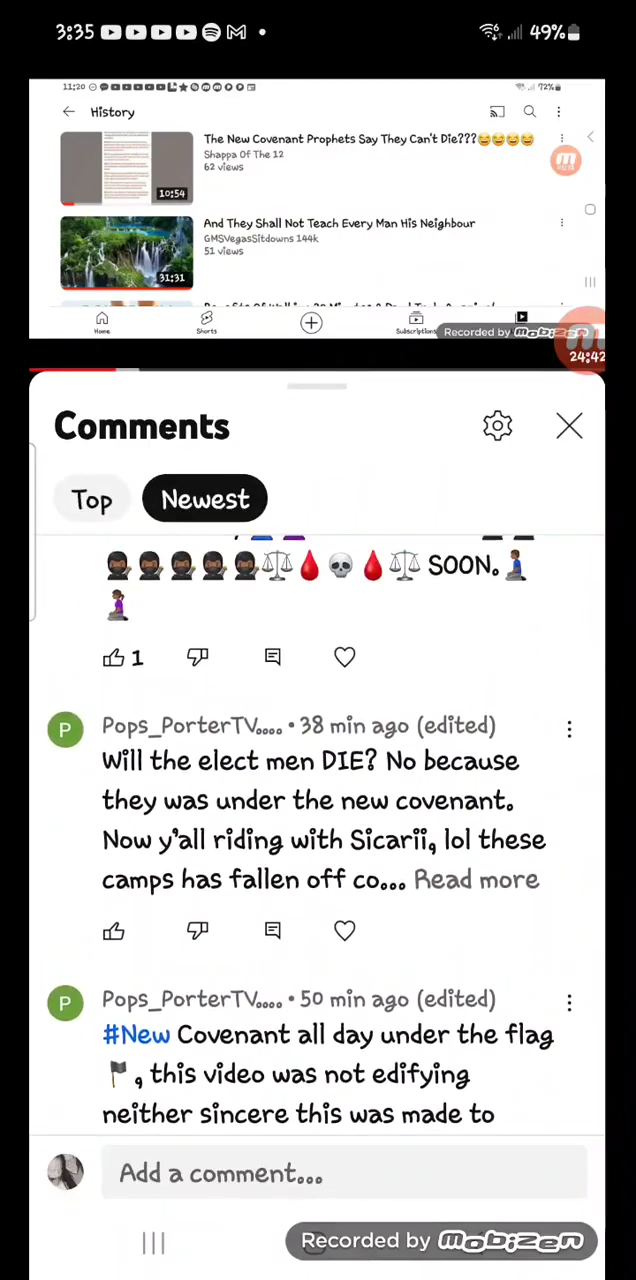 3:35
49%
11:20
72%
History
The New Covenant Prophets Say They Can't Die???😂😂😂😂
Shappa Of The 12
62 views
10:54
And They Shall Not Teach Every Man His Neighbour
GMSVegasSitdowns 144k
51 views
31:31
Home
Shorts
Subscriptions
Recorded by mobizen
24:42
Comments
Top
Newest
SOON.
1
Pops_PorterTV.... • 38 min ago (edited)
Will the elect men DIE? No because
they was under the new covenant.
Now y'all riding with Sicarii, lol these
camps has fallen off co... Read more
Pops_PorterTV.... • 50 min ago (edited)
#New Covenant all day under the flag
🏴, this video was not edifying
neither sincere this was made to
Add a comment...
Recorded by mobizen